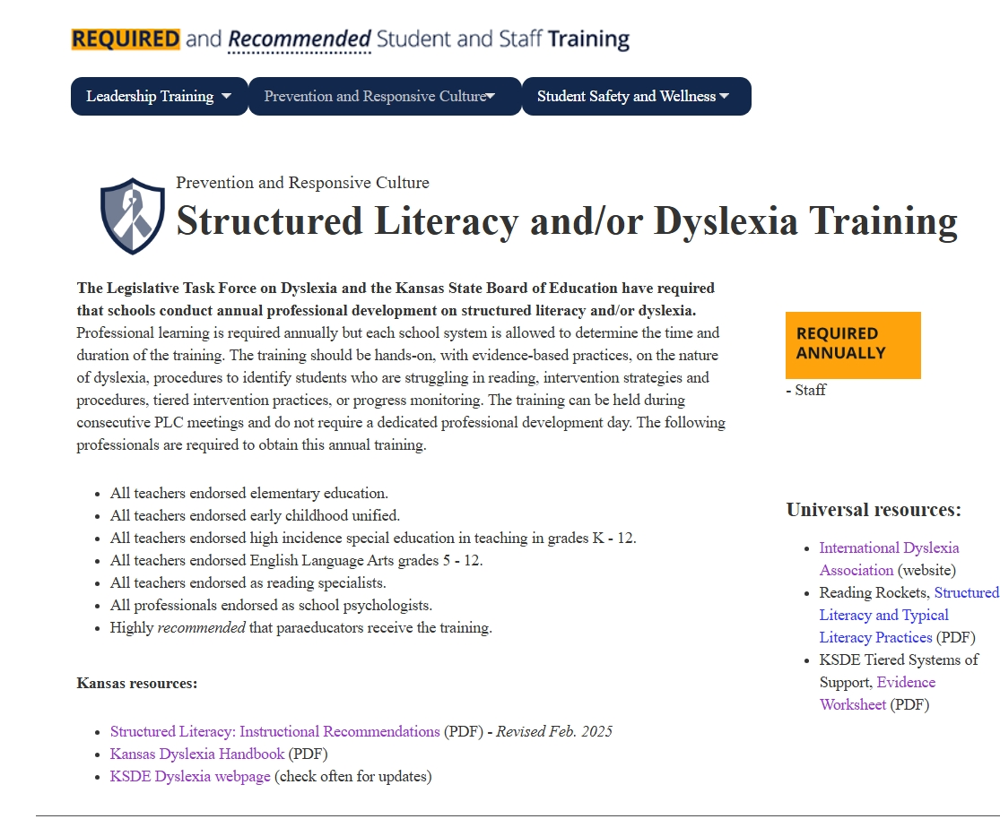 REQUIRED and Recommended Student and Staff Training
Leadership Training
Prevention and Responsive Culture
Student Safety and Wellness
Prevention and Responsive Culture
Structured Literacy and/or Dyslexia Training
The Legislative Task Force on Dyslexia and the Kansas State Board of Education have required
that schools conduct annual professional development on structured literacy and/or dyslexia.
Professional learning is required annually but each school system is allowed to determine the time and
duration of the training. The training should be hands-on, with evidence-based practices, on the nature
of dyslexia, procedures to identify students who are struggling in reading, intervention strategies and
procedures, tiered intervention practices, or progress monitoring. The training can be held during
consecutive PLC meetings and do not require a dedicated professional development day. The following
professionals are required to obtain this annual training.
• All teachers endorsed elementary education.
• All teachers endorsed early childhood unified.
• All teachers endorsed high incidence special education in teaching in grades K - 12.
• All teachers endorsed English Language Arts grades 5 - 12.
• All teachers endorsed as reading specialists.
• All professionals endorsed as school psychologists.
• Highly recommended that paraeducators receive the training.
Kansas resources:
• Structured Literacy: Instructional Recommendations (PDF) - Revised Feb. 2025
• Kansas Dyslexia Handbook (PDF)
• KSDE Dyslexia webpage (check often for updates)
REQUIRED
ANNUALLY
- Staff
Universal resources:
• International Dyslexia
Association (website)
• Reading Rockets, Structured
Literacy and Typical
Literacy Practices (PDF)
• KSDE Tiered Systems of
Support, Evidence
Worksheet (PDF)